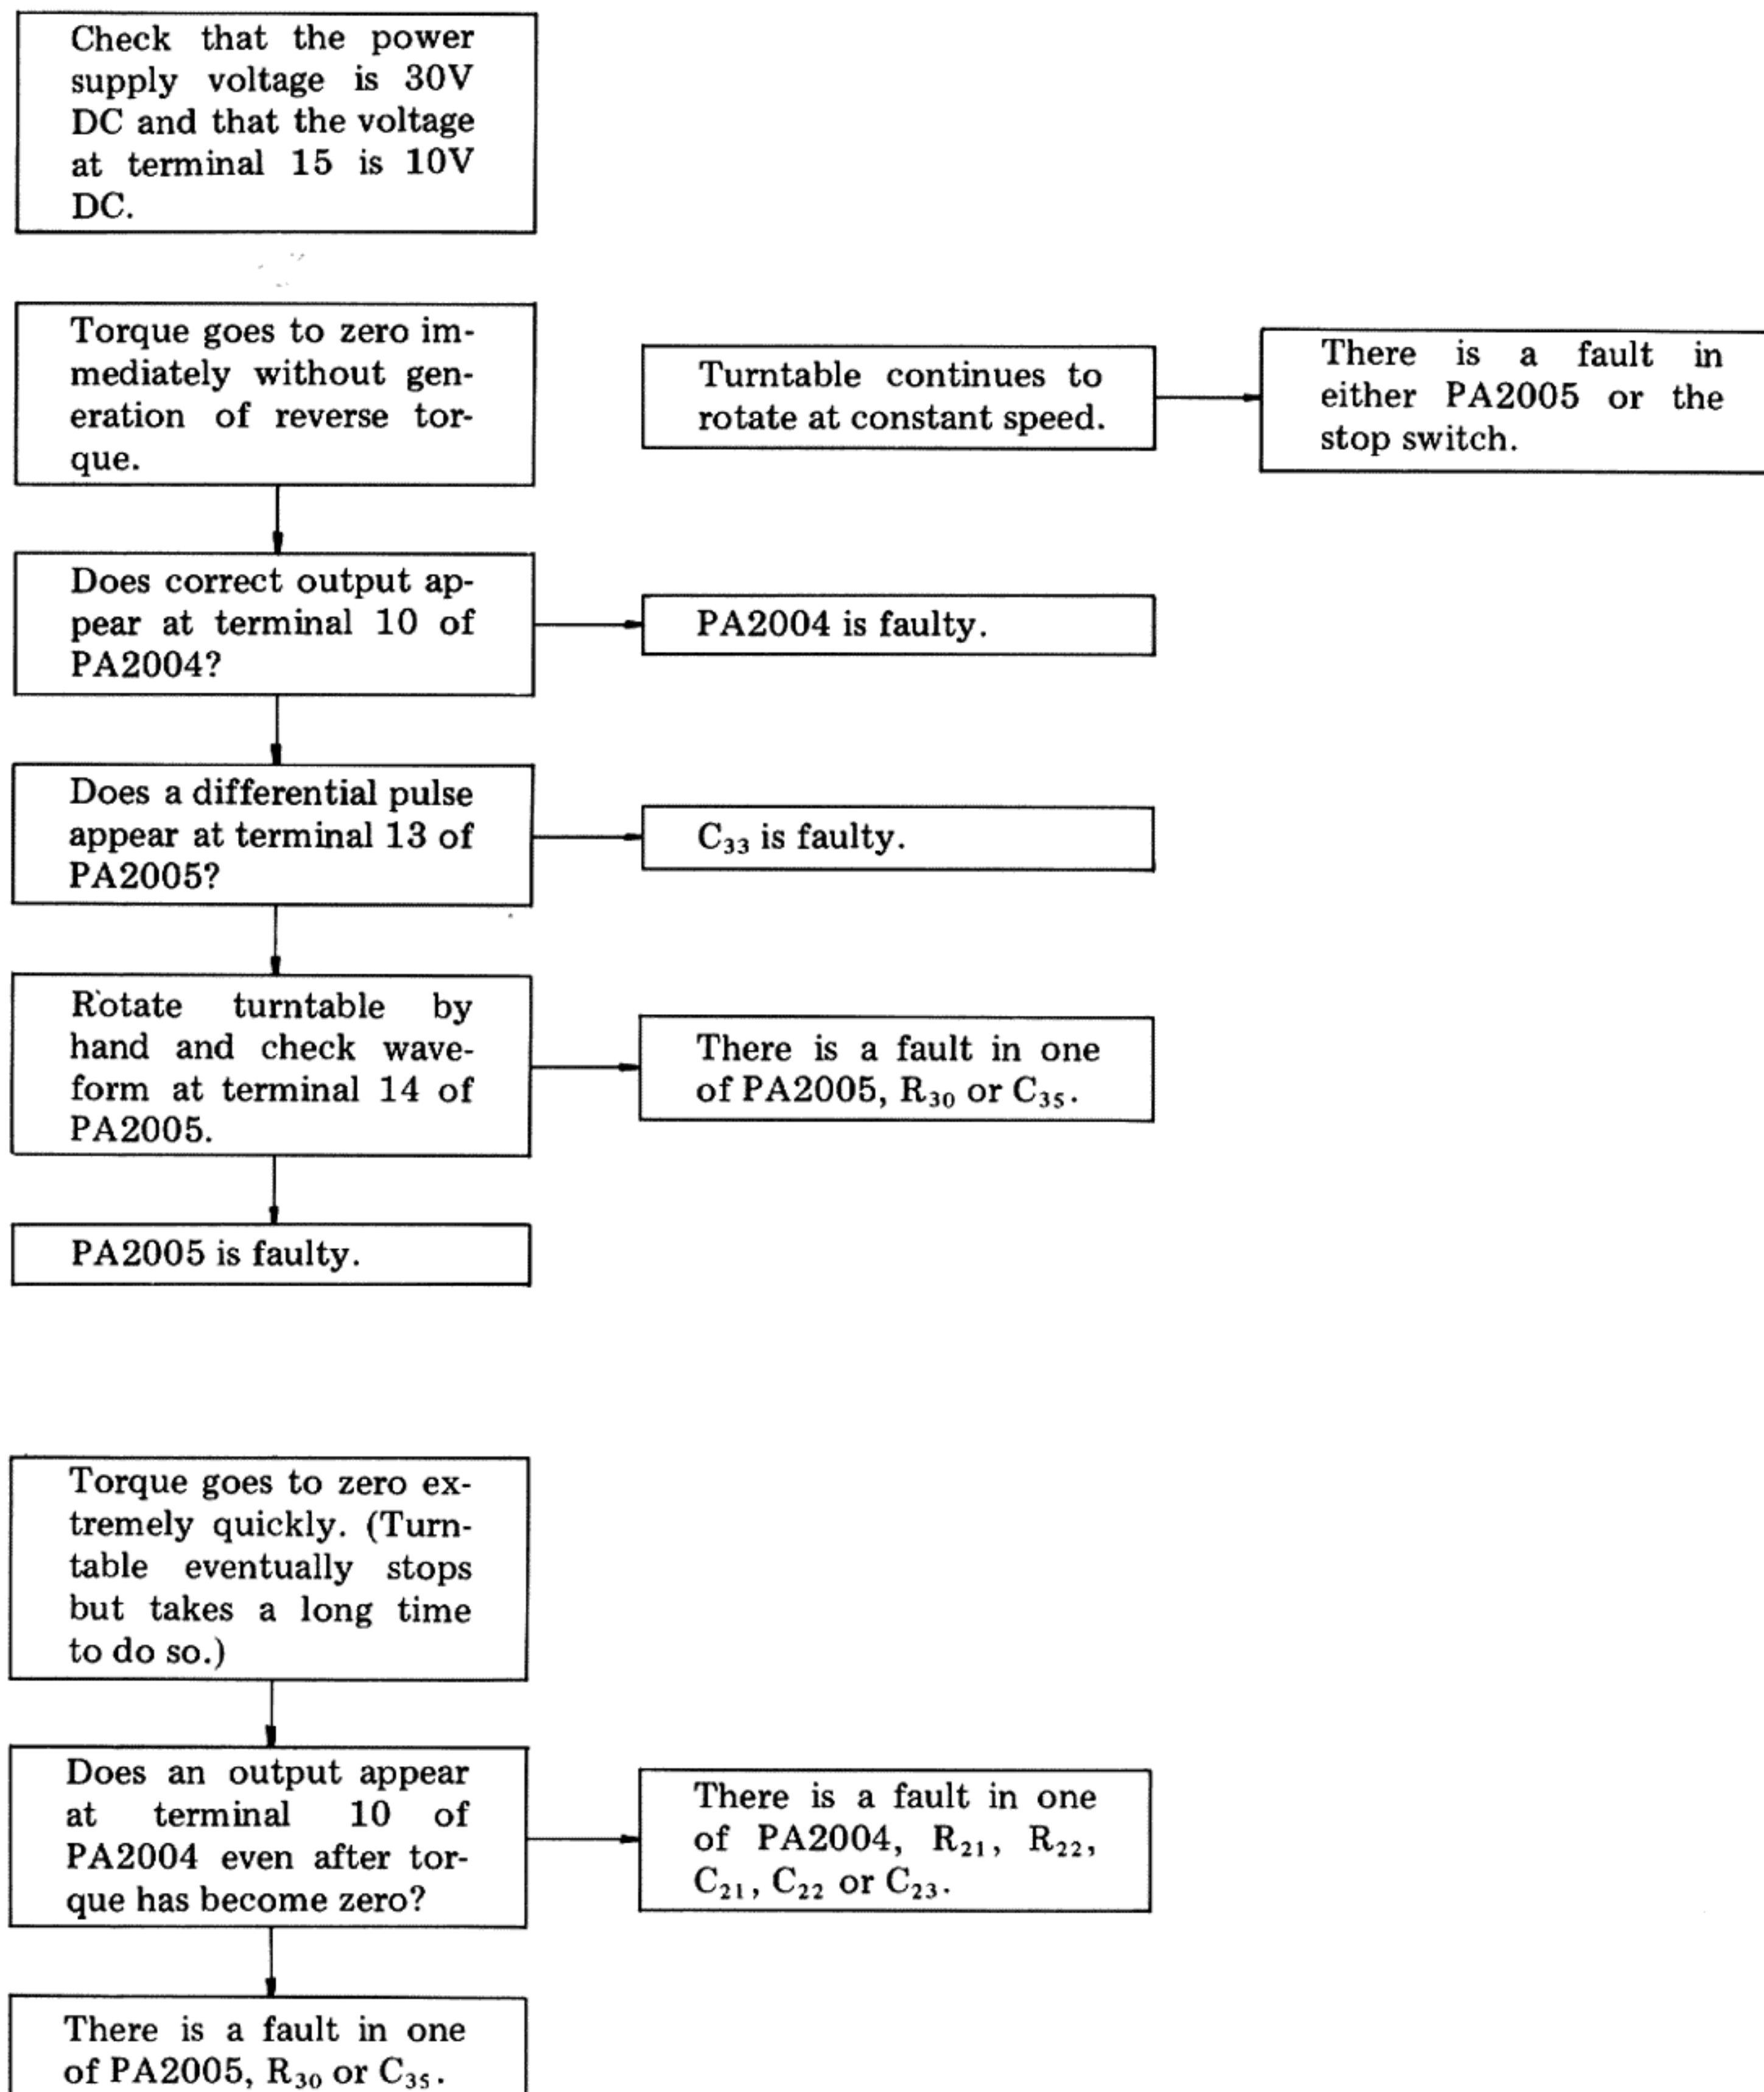 Check that the power
supply voltage is 30V
DC and that the voltage
at terminal 15 is 10V
DC.
Torque goes to zero im-
mediately without gen-
eration of reverse tor-
que.
Turntable continues to
rotate at constant speed.
There is a fault in
either PA2005 or the
stop switch.
Does correct output ap-
pear at terminal 10 of
PA2004?
PA2004 is faulty.
Does a differential pulse
appear at terminal 13 of
PA2005?
C₃₃ is faulty.
Rotate turntable by
hand and check wave-
form at terminal 14 of
PA2005.
There is a fault in one
of PA2005, R₃₀ or C₃₅.
PA2005 is faulty.
Torque goes to zero ex-
tremely quickly. (Turn-
table eventually stops
but takes a long time
to do so.)
Does an output appear
at terminal 10 of
PA2004 even after tor-
que has become zero?
There is a fault in one
of PA2004, R₂₁, R₂₂,
C₂₁, C₂₂ or C₂₃.
There is a fault in one
of PA2005, R₃₀ or C₃₅.